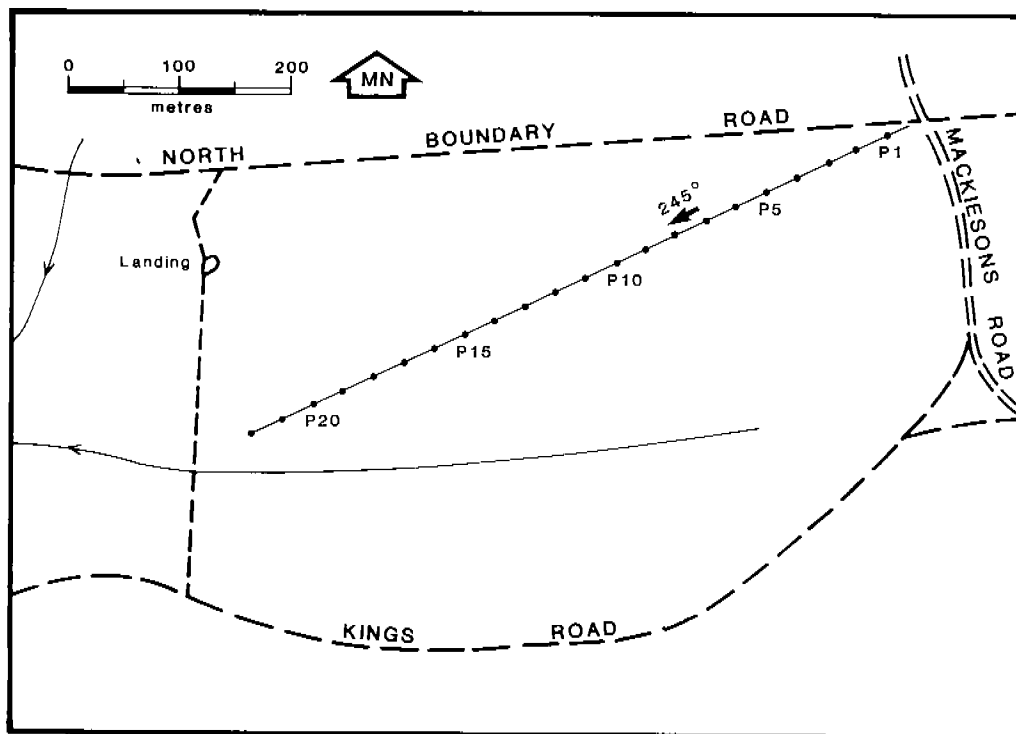 0 100 200
metres
MN
NORTH BOUNDARY ROAD
MACKIESONS ROAD
P1
245°
P5
Landing
P10
P15
P20
KINGS ROAD